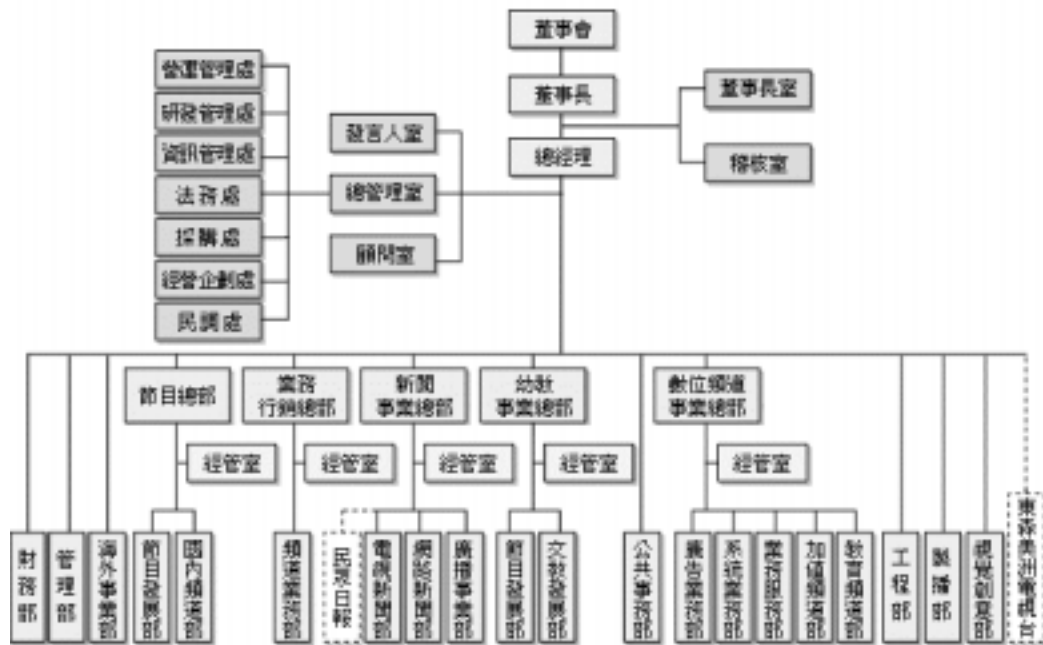 董事會
董事長
總經理
董事長室
稽核室
發言人室
總管理室
顧問室
營運管理處
研發管理處
資訊管理處
法務處
採購處
經營企劃處
民調處
節目總部
業務
行銷總部
新聞
事業總部
幼教
事業總部
數位頻道
事業總部
經管室
經管室
經管室
經管室
經管室
財務部
管理部
海外事業部
節目發展部
國內頻道部
頻道業務部
民眾日報
電視新聞部
網路新聞部
廣播事業部
節目發展部
文教發展部
公共事務部
廣告業務部
系統業務部
業務服務部
加值頻道部
教育頻道部
工程部
製播部
視覺創意部
東森美洲電視台